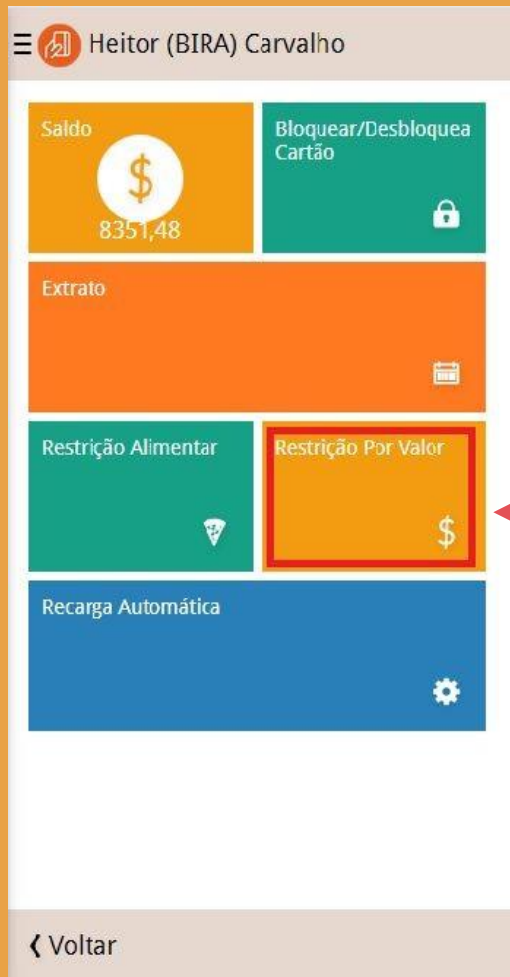 Heitor (BIRA) Carvalho
Saldo
$
8351,48
Bloquear/Desbloquea
Cartão
Extrato
Restrição Alimentar
Restrição Por Valor
$
Recarga Automática
Voltar